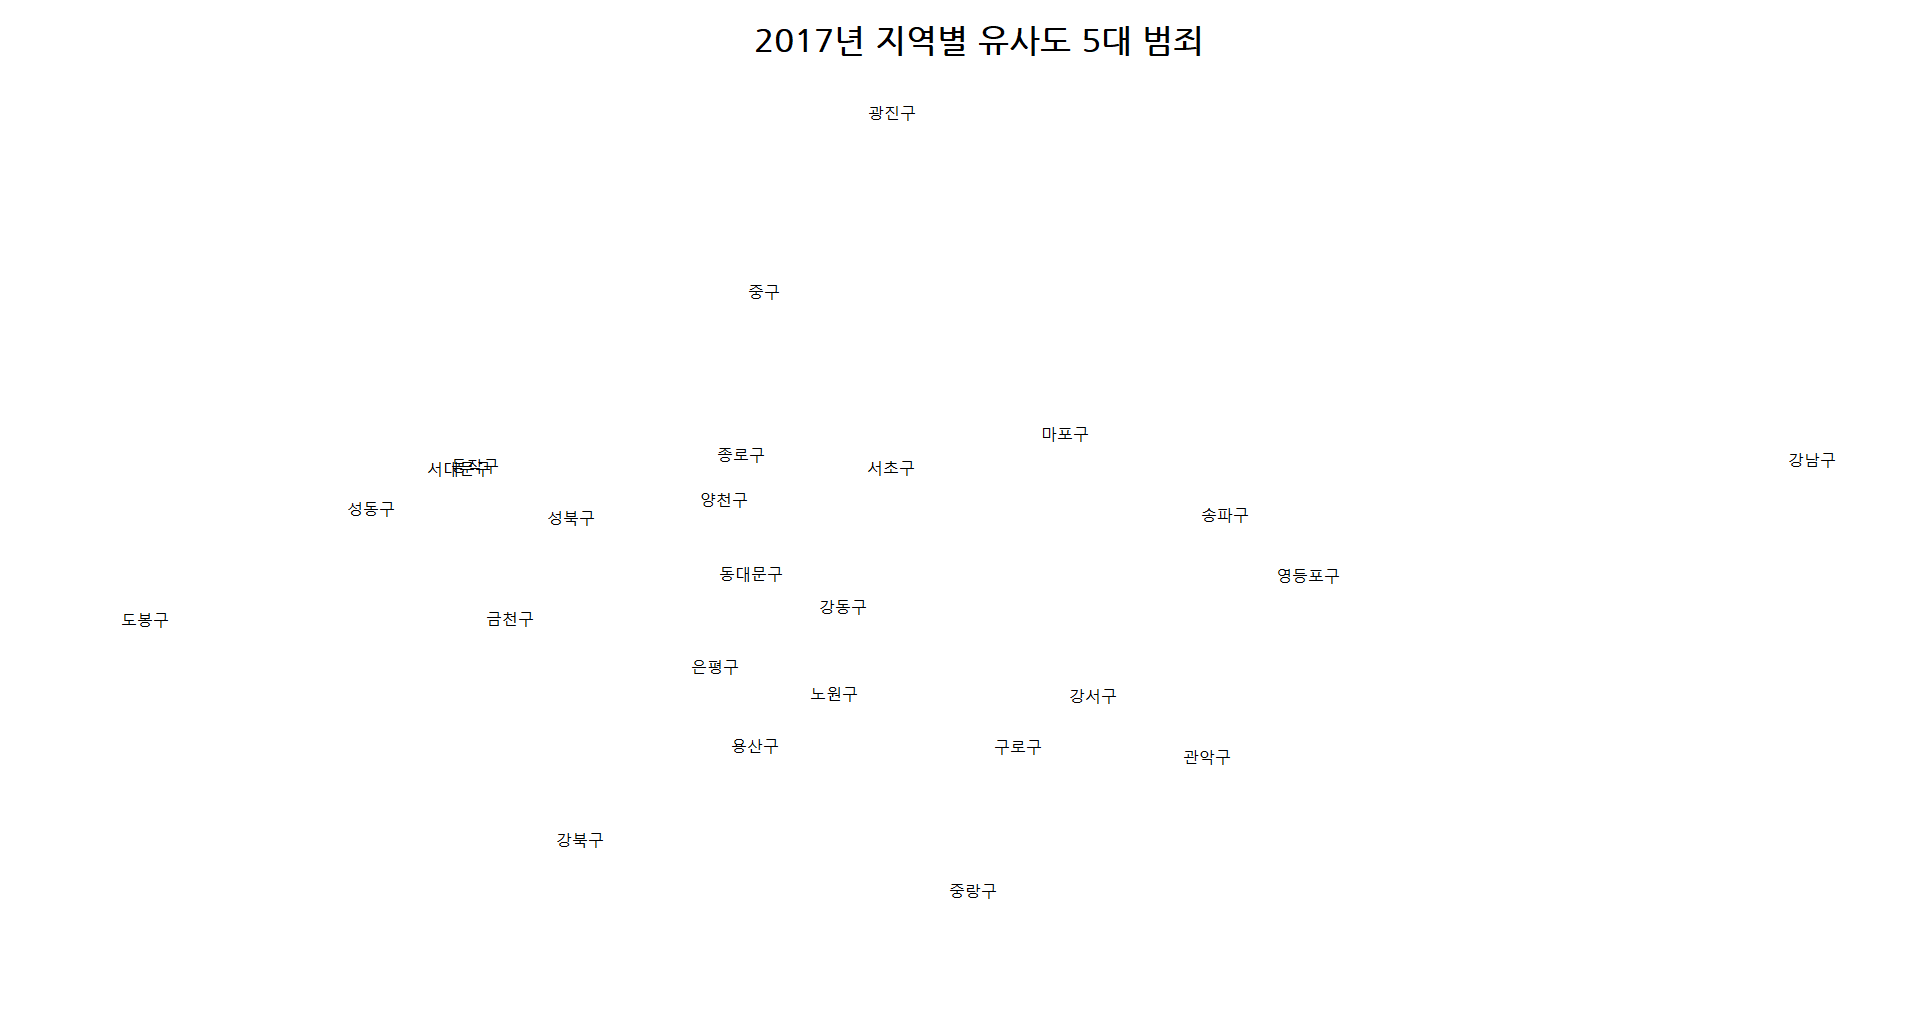 2017년 지역별 유사도 5대 범죄
광진구
중구
마포구
종로구
강남구
동작구
서대문구
서초구
양천구
성동구
송파구
성북구
동대문구
영등포구
강동구
금천구
도봉구
은평구
노원구
강서구
용산구
구로구
관악구
강북구
중랑구